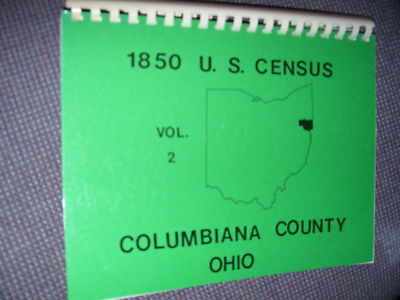 1850 U. S. CENSUS
VOL.
2
COLUMBIANA COUNTY
OHIO